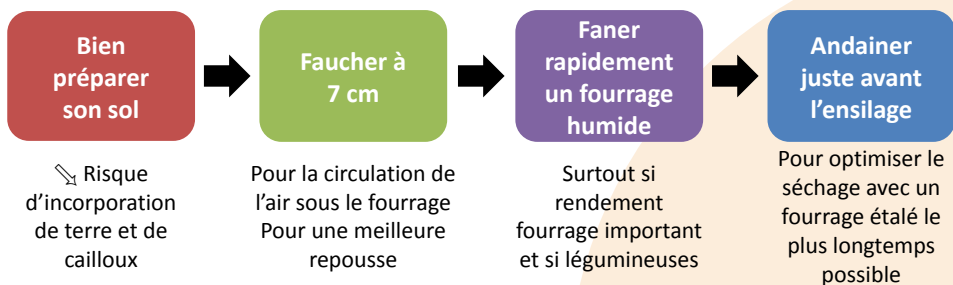 Bien
préparer
son sol
Faucher à
7 cm
Faner
rapidement
un fourrage
humide
Andainer
juste avant
l'ensilage
⇘ Risque
d'incorporation
de terre et de
cailloux
Pour la circulation de
l'air sous le fourrage
Pour une meilleure
repousse
Surtout si
rendement
fourrage important
et si légumineuses
Pour optimiser le
séchage avec un
fourrage étalé le
plus longtemps
possible